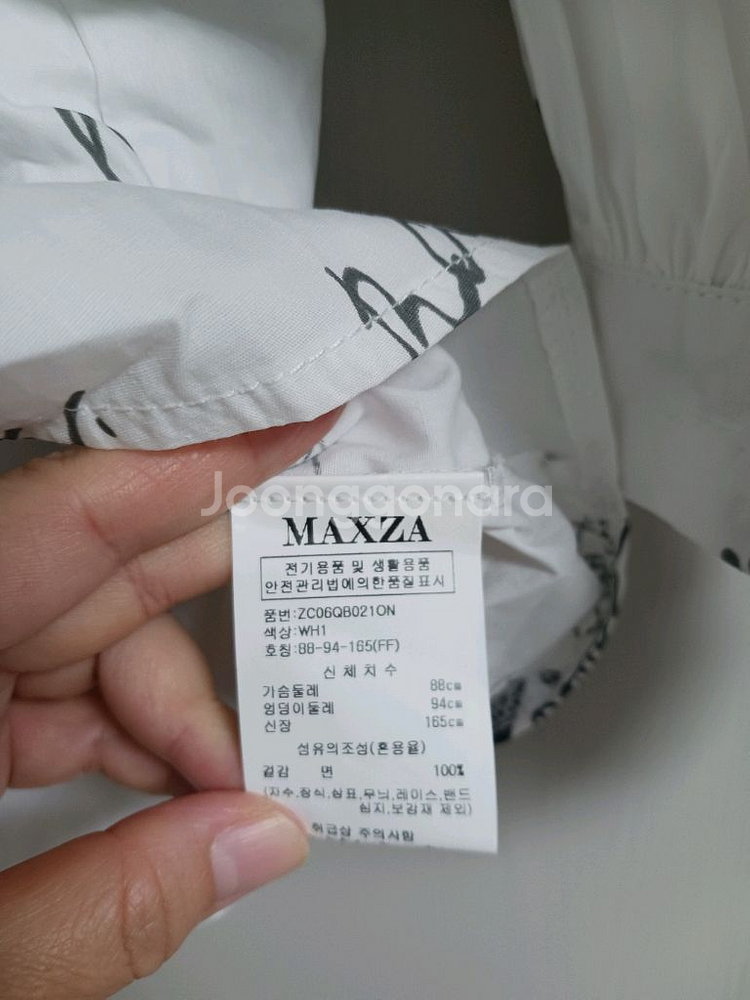 Joonggonara
MAXZA
전기용품 및 생활용품
안전관리법에의한품질표시
품번:ZC06QB021ON
색상:WH1
호칭:88-94-165(FF)
신체치수
가슴둘레 88cm
엉덩이둘레 94cm
신장 165cm
섬유의조성(혼용율)
겉감 면 100%
(자수,장식,상표,무늬,레이스,밴드
심지,보강재 제외)
취급상 주의사항